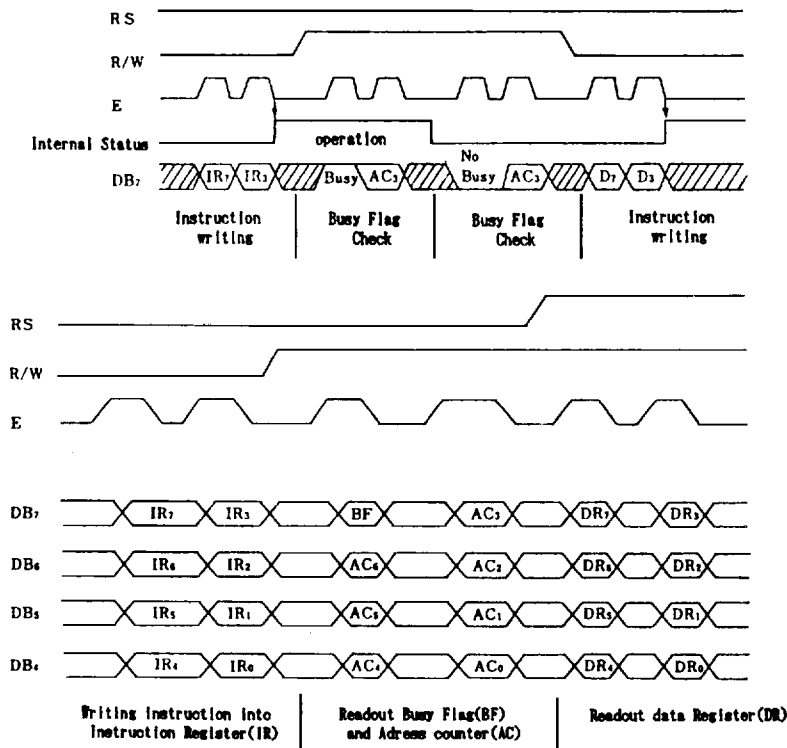 RS
R/W
E
Internal Status operation
No
DB₇ IR₇ IR₃ Busy AC₃ Busy AC₃ D₇ D₃
Instruction writing
Busy Flag Check
Busy Flag Check
Instruction writing
RS
R/W
E
DB₇ IR₇ IR₃ BF AC₃ DR₇ DR₃
DB₆ IR₆ IR₂ AC₆ AC₂ DR₆ DR₂
DB₅ IR₅ IR₁ AC₅ AC₁ DR₅ DR₁
DB₄ IR₄ IR₀ AC₄ AC₀ DR₄ DR₀
Writing instruction into
Instruction Register(IR)
Readout Busy Flag(BF)
and Adress counter(AC)
Readout data Register(DR)